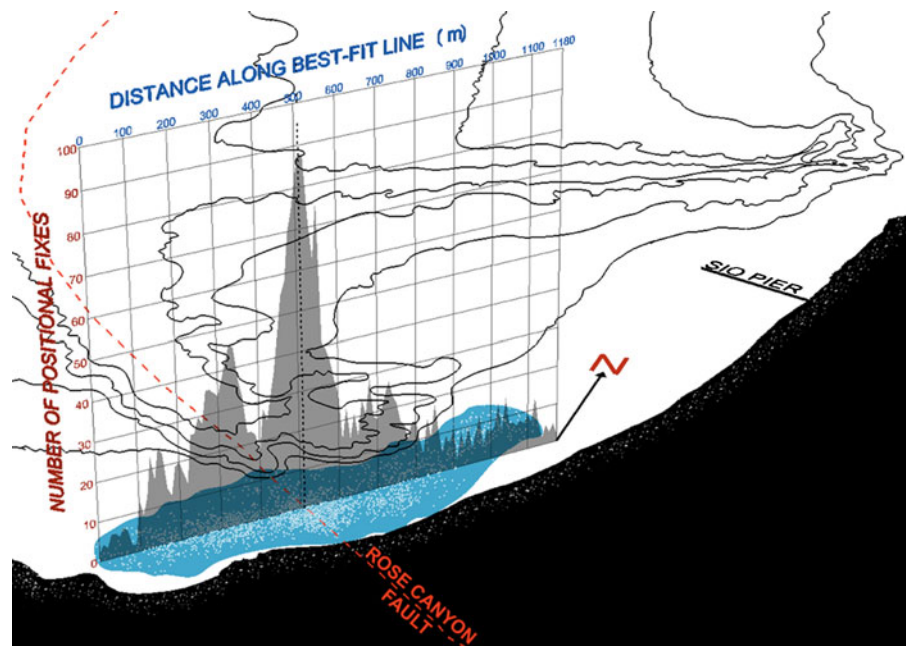 DISTANCE ALONG BEST-FIT LINE (m)
0 100 200 300 400 500 600 700 800 900 1000 1100 1180
NUMBER OF POSITIONAL FIXES
100
90
80
70
60
50
40
30
20
10
0
SIO PIER
N
ROSE CANYON
FAULT